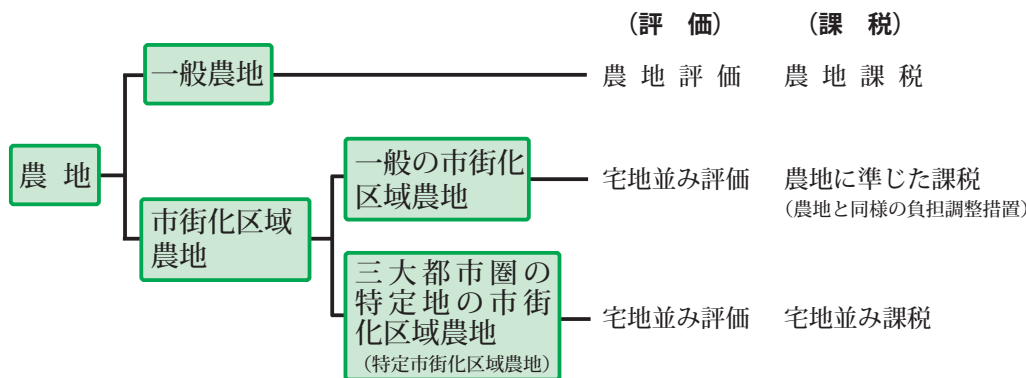 （評　価）　（課　税）
一般農地　農 地 評 価　農 地 課 税
農 地
一般の市街化
区域農地
宅地並み評価　農地に準じた課税
（農地と同様の負担調整措置）
市街化区域
農地
三大都市圏の
特定地の市街
化区域農地
（特定市街化区域農地）
宅地並み評価　宅地並み課税